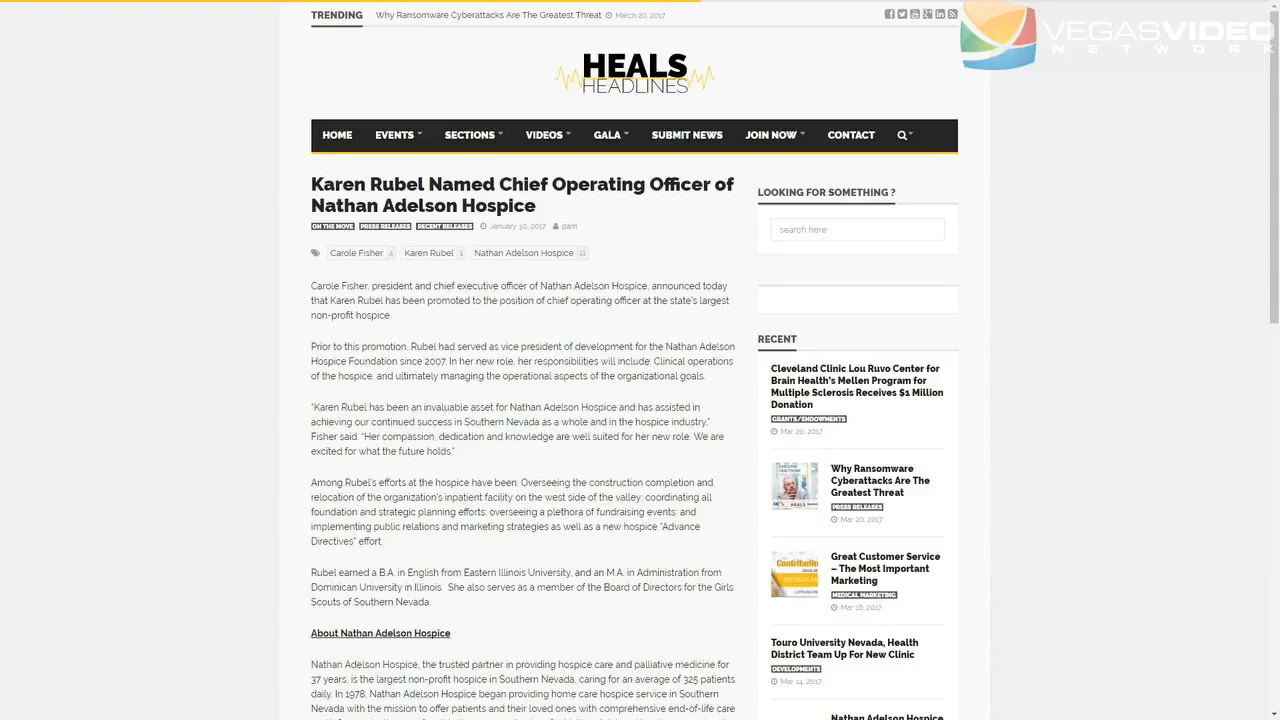 TRENDING Why Ransomware Cyberattacks Are The Greatest Threat March 20, 2017
VEGASVIDEO
NETWORK
HEALS
HEADLINES
HOME EVENTS SECTIONS VIDEOS GALA SUBMIT NEWS JOIN NOW CONTACT
Karen Rubel Named Chief Operating Officer of
Nathan Adelson Hospice
ON THE MOVE PRESS RELEASES RECENT RELEASES January 30, 2017 pam
Carole Fisher 4 Karen Rubel 1 Nathan Adelson Hospice 11
Carole Fisher, president and chief executive officer of Nathan Adelson Hospice, announced today
that Karen Rubel has been promoted to the position of chief operating officer at the state's largest
non-profit hospice.
Prior to this promotion, Rubel had served as vice president of development for the Nathan Adelson
Hospice Foundation since 2007. In her new role, her responsibilities will include: Clinical operations
of the hospice, and ultimately managing the operational aspects of the organizational goals.
“Karen Rubel has been an invaluable asset for Nathan Adelson Hospice and has assisted in
achieving our continued success in Southern Nevada as a whole and in the hospice industry,”
Fisher said. “Her compassion, dedication and knowledge are well suited for her new role. We are
excited for what the future holds.”
Among Rubel's efforts at the hospice have been: Overseeing the construction completion and
relocation of the organization's inpatient facility on the west side of the valley; coordinating all
foundation and strategic planning efforts; overseeing a plethora of fundraising events; and
implementing public relations and marketing strategies as well as a new hospice “Advance
Directives” effort.
Rubel earned a B.A. in English from Eastern Illinois University, and an M.A. in Administration from
Dominican University in Illinois. She also serves as a member of the Board of Directors for the Girls
Scouts of Southern Nevada.
About Nathan Adelson Hospice
Nathan Adelson Hospice, the trusted partner in providing hospice care and palliative medicine for
37 years, is the largest non-profit hospice in Southern Nevada, caring for an average of 325 patients
daily. In 1978, Nathan Adelson Hospice began providing home care hospice service in Southern
Nevada with the mission to offer patients and their loved ones with comprehensive end-of-life care
LOOKING FOR SOMETHING ?
search here
RECENT
Cleveland Clinic Lou Ruvo Center for
Brain Health's Mellen Program for
Multiple Sclerosis Receives $1 Million
Donation
GRANTS/ENDOWMENTS
Mar 20, 2017
Why Ransomware
Cyberattacks Are The
Greatest Threat
PRESS RELEASES
Mar 20, 2017
Great Customer Service
– The Most Important
Marketing
MEDICAL MARKETING
Mar 16, 2017
Touro University Nevada, Health
District Team Up For New Clinic
DEVELOPMENTS
Mar 14, 2017
Nathan Adelson Hospice